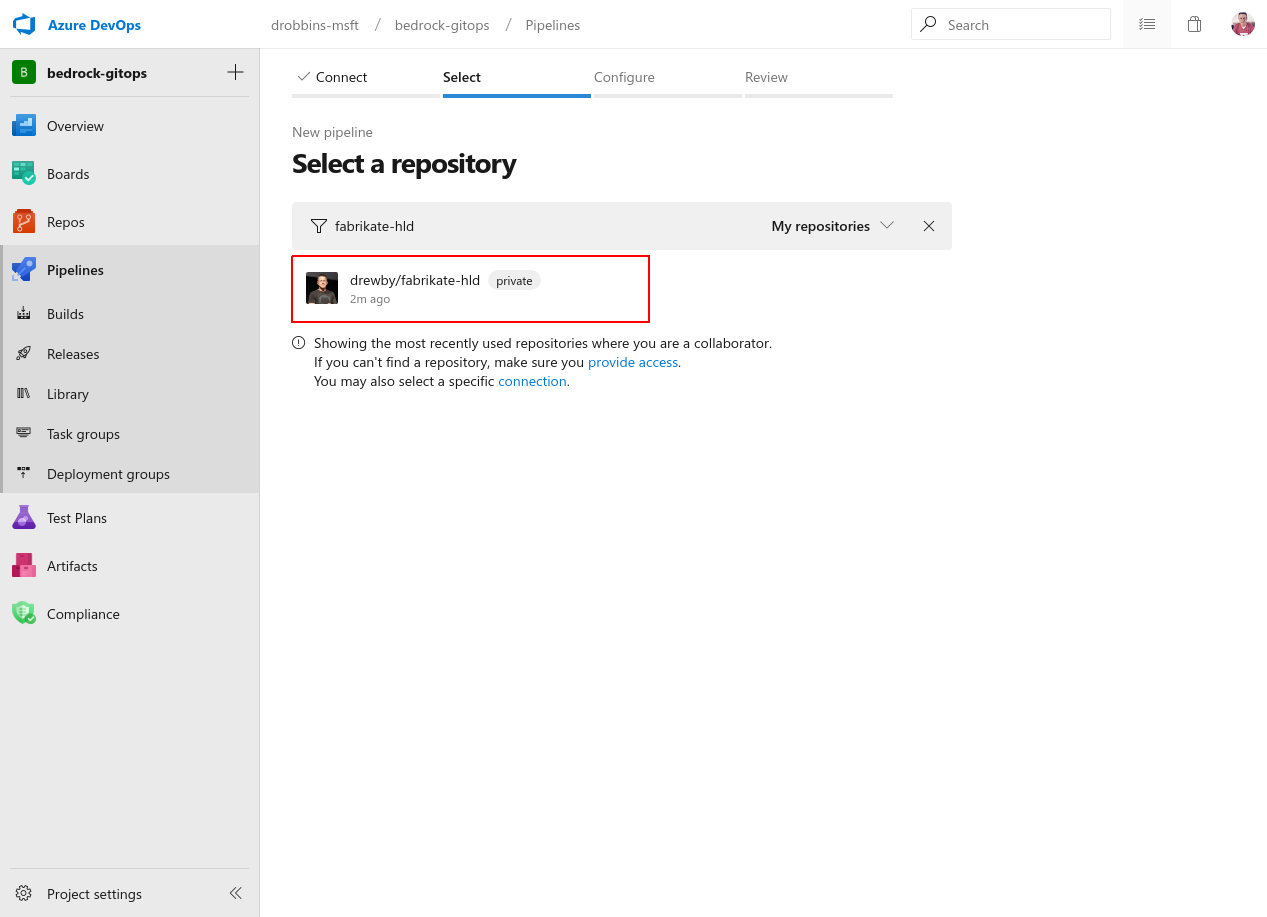 Azure DevOps
drobbins-msft / bedrock-gitops / Pipelines
Search
B bedrock-gitops
Overview
Boards
Repos
Pipelines
Builds
Releases
Library
Task groups
Deployment groups
Test Plans
Artifacts
Compliance
Project settings
Connect Select Configure Review
New pipeline
Select a repository
fabrikate-hld My repositories
drewby/fabrikate-hld private
2m ago
Showing the most recently used repositories where you are a collaborator.
If you can't find a repository, make sure you provide access.
You may also select a specific connection.